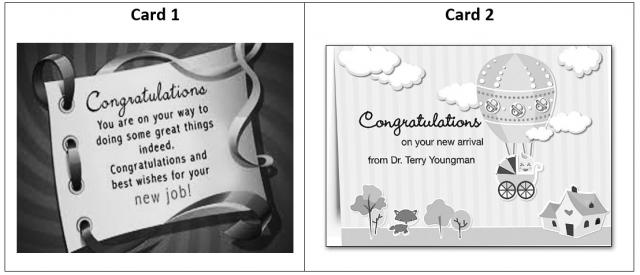 Card 1
Card 2
Congratulations
You are on your way to
doing some great things
indeed.
Congratulations and
best wishes for your
new job!
Congratulations
on your new arrival
from Dr. Terry Youngman